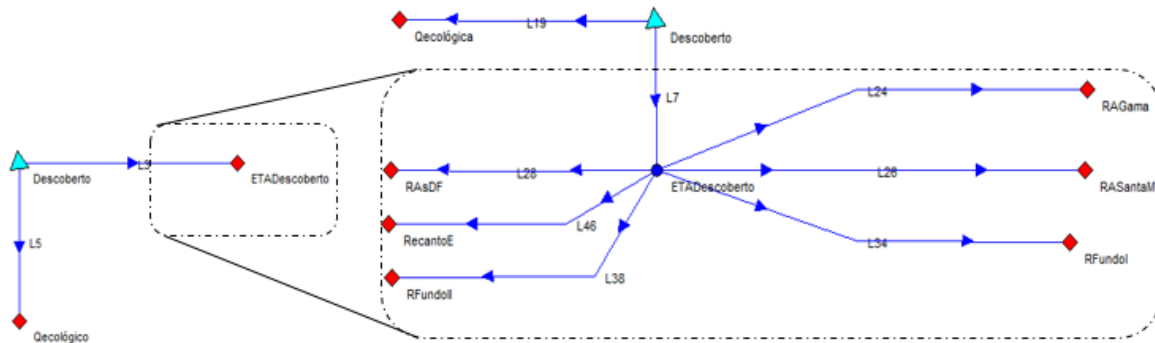 L19
Qecológica
Descoberto
L7
L24
RAGama
L3
Descoberto
ETADescoberto
L28
RAsDF
ETADescoberto
L26
RASantaM
L46
RecantoE
L5
L34
RFundoI
L38
RFundoII
Qecológico